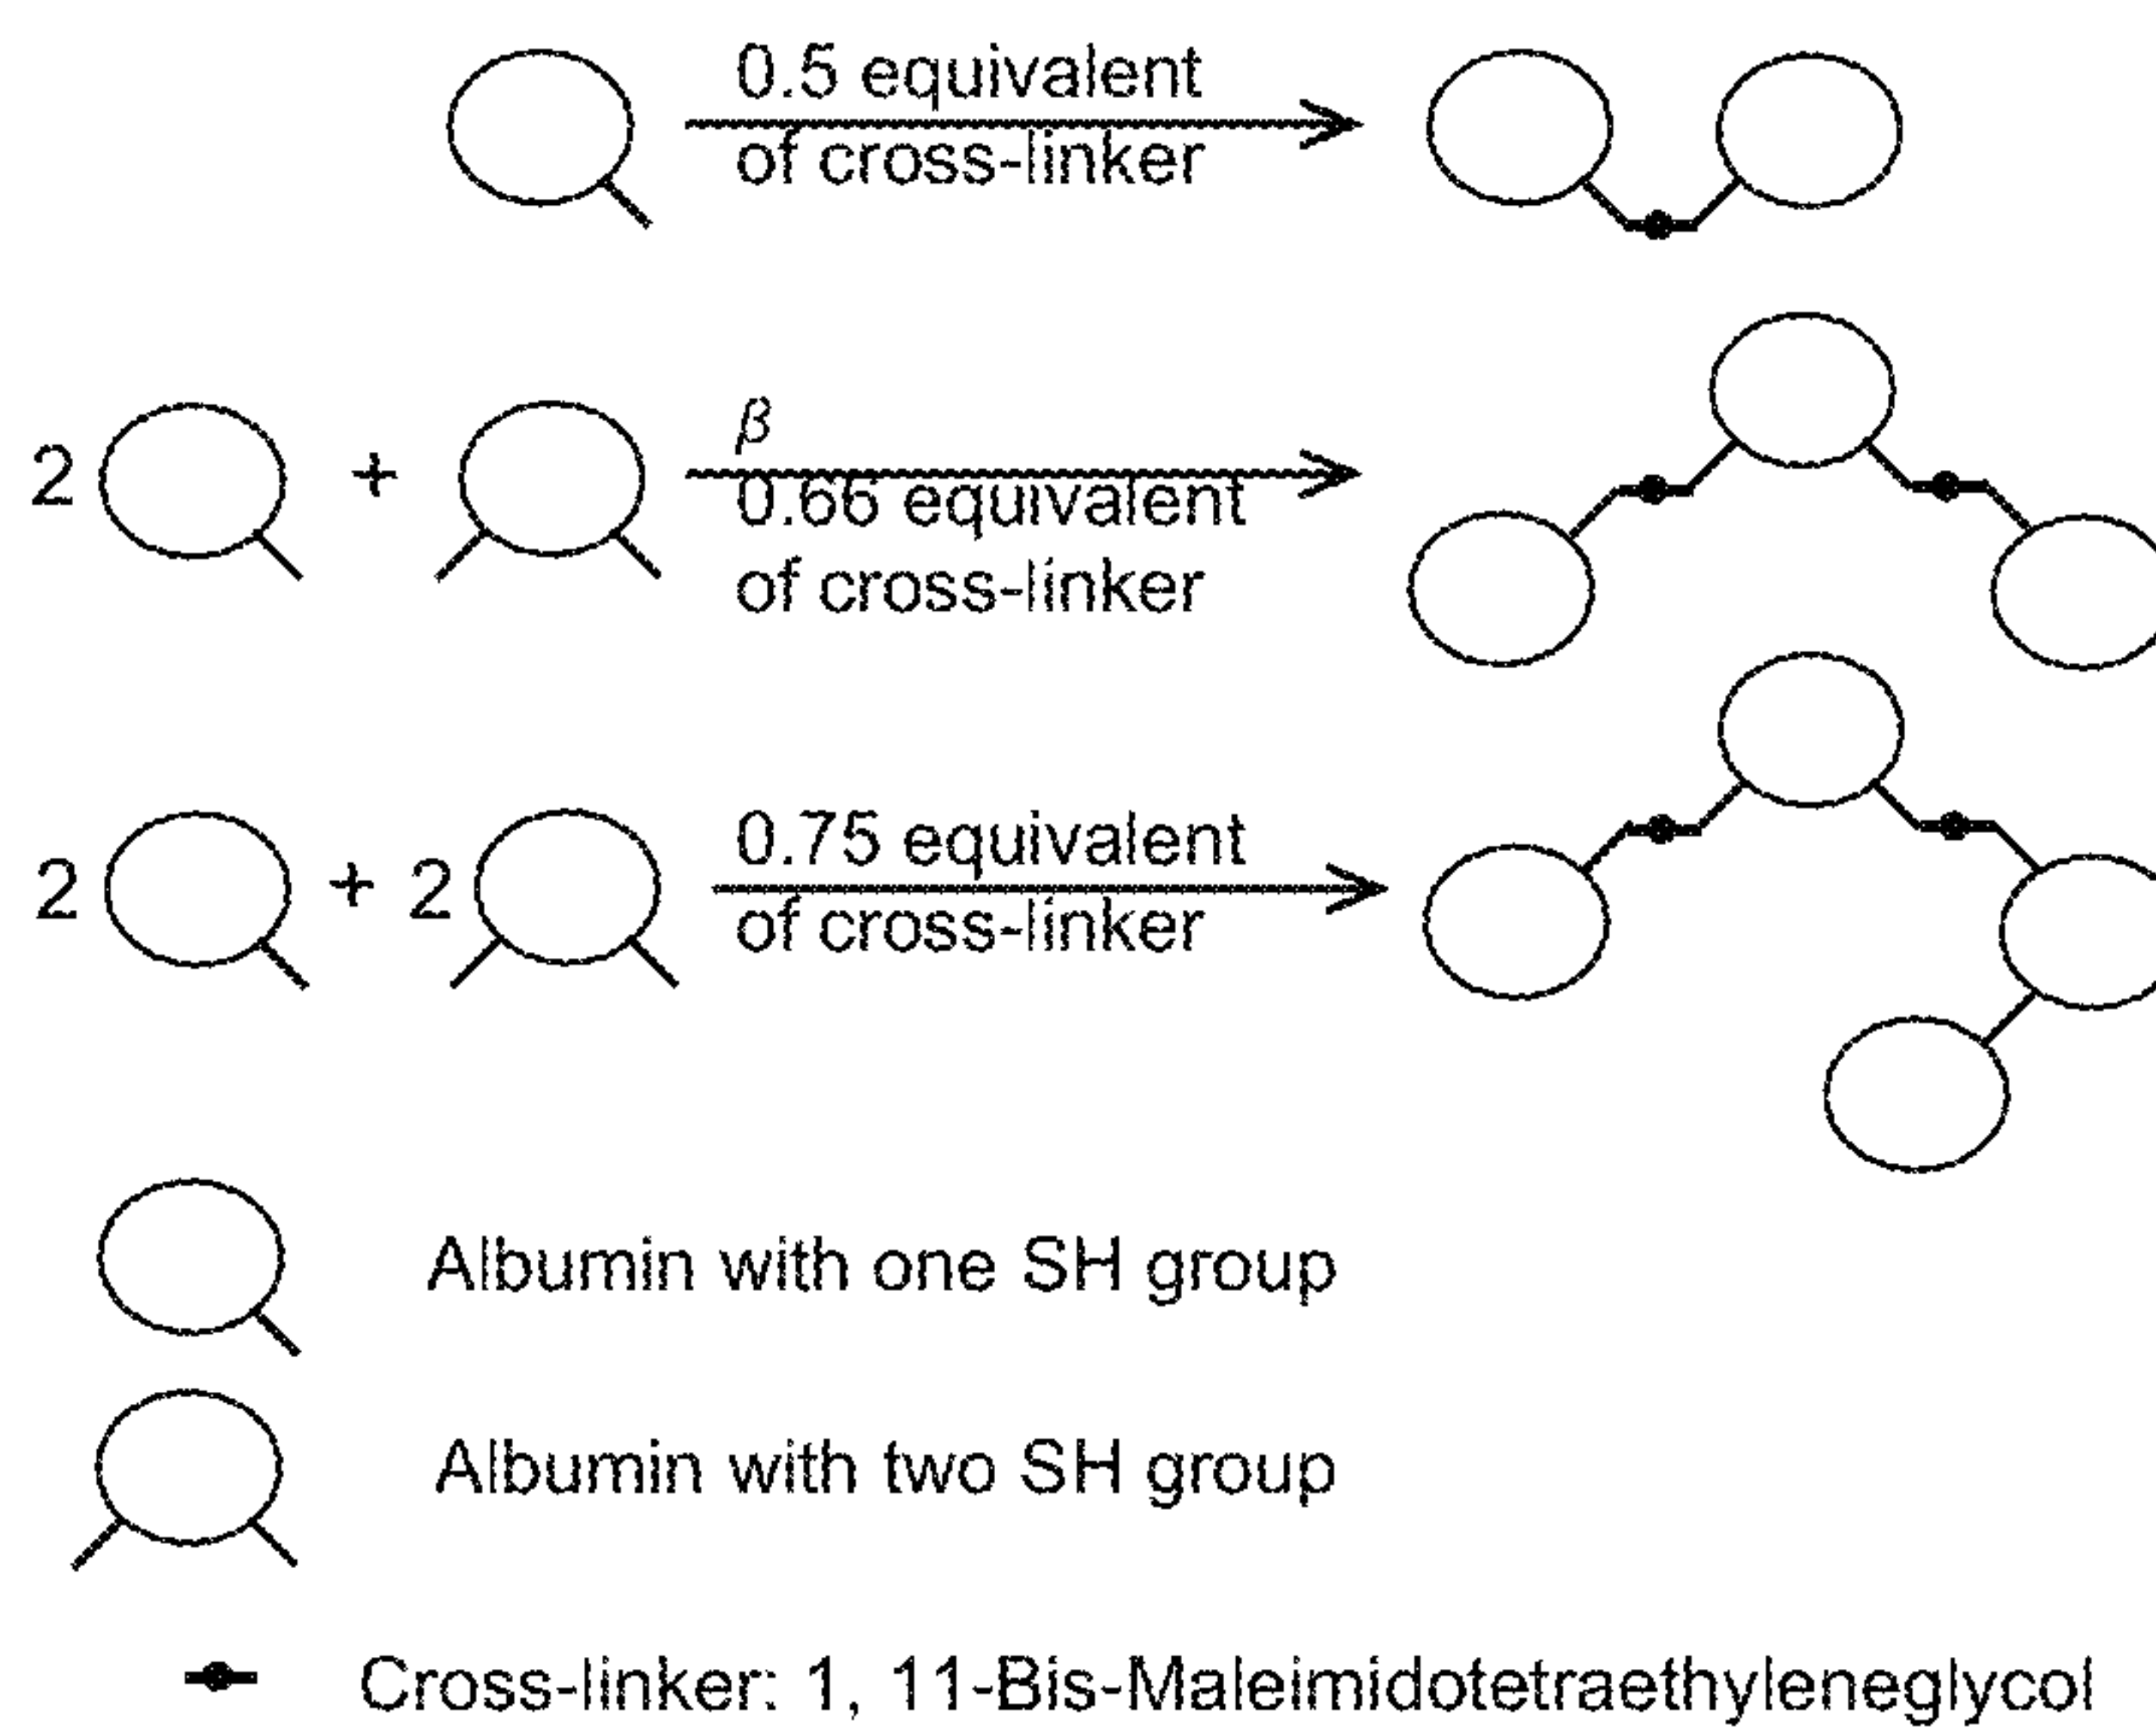 0.5 equivalent
of cross-linker
β
2 + 0.66 equivalent
of cross-linker
2 + 2 0.75 equivalent
of cross-linker
Albumin with one SH group
Albumin with two SH group
Cross-linker: 1, 11-Bis-Maleimidotetraethyleneglycol